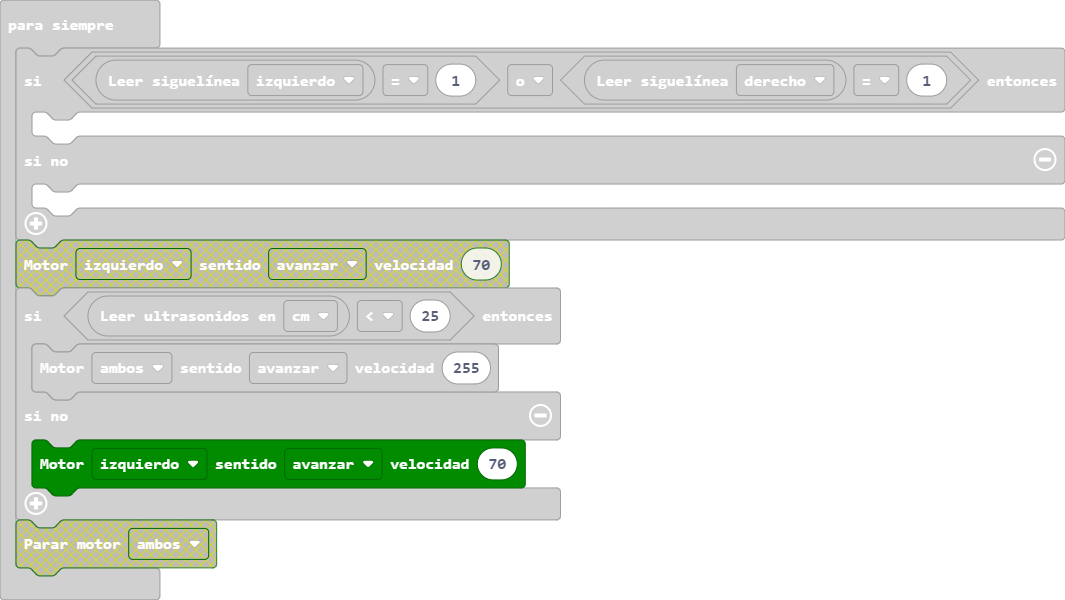 para siempre
si Leer siguelínea izquierdo = 1 o Leer siguelínea derecho = 1 entonces
si no
Motor izquierdo sentido avanzar velocidad 70
si Leer ultrasonidos en cm < 25 entonces
Motor ambos sentido avanzar velocidad 255
si no
Motor izquierdo sentido avanzar velocidad 70
Parar motor ambos